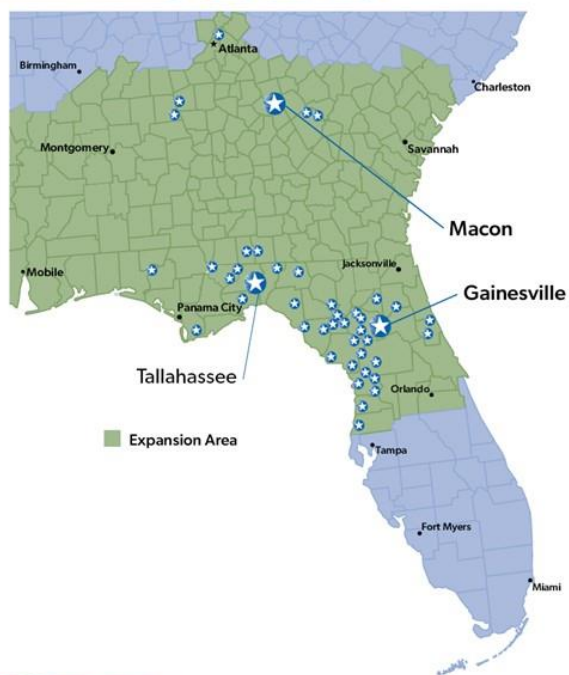 Atlanta
Birmingham
Charleston
Montgomery
Savannah
Macon
Mobile
Jacksonville
Gainesville
Panama City
Tallahassee
Orlando
Expansion Area
Tampa
Fort Myers
Miami